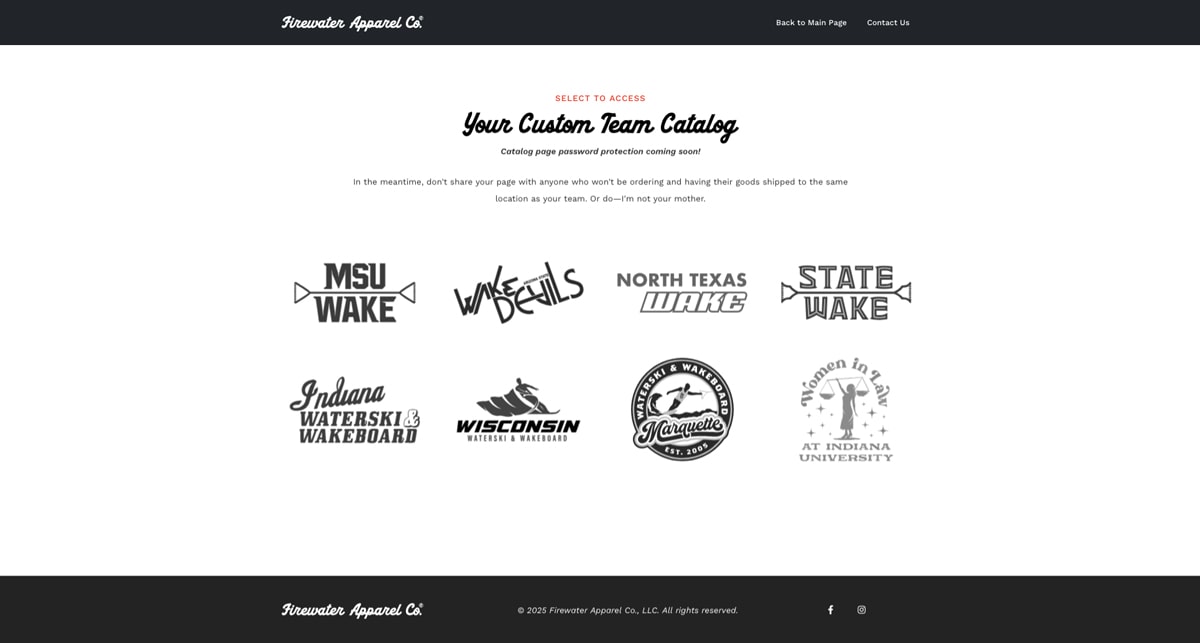 Firewater Apparel Co.®
Back to Main Page
Contact Us
SELECT TO ACCESS
Your Custom Team Catalog
Catalog page password protection coming soon!
In the meantime, don't share your page with anyone who won't be ordering and having their goods shipped to the same
location as your team. Or do—I'm not your mother.
MSU
WAKE
WAKE
ARIZONA STATE
DEVILS
NORTH TEXAS
WAKE
STATE
WAKE
Indiana
WATERSKI &
WAKEBOARD
WISCONSIN
WATERSKI & WAKEBOARD
WATERSKI & WAKEBOARD
Marquette
EST. 2005
Women in Law
AT INDIANA
UNIVERSITY
Firewater Apparel Co.®
© 2025 Firewater Apparel Co., LLC. All rights reserved.